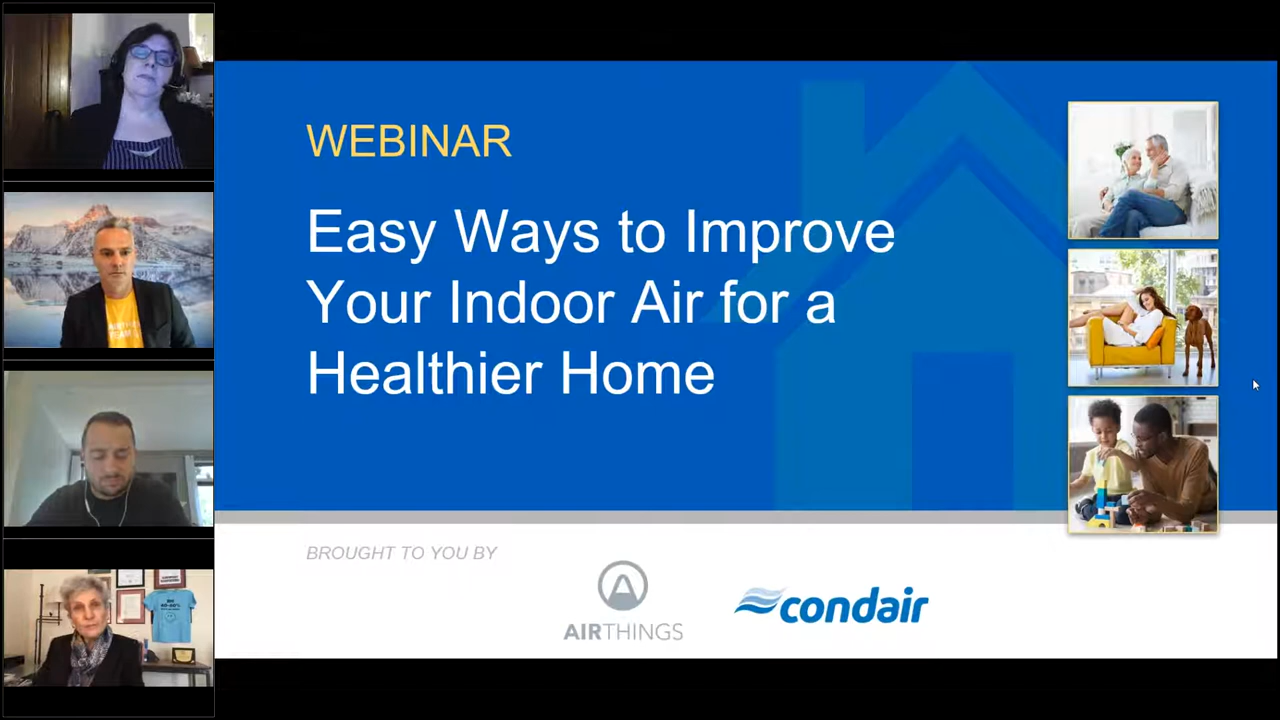 WEBINAR
Easy Ways to Improve
Your Indoor Air for a
Healthier Home
BROUGHT TO YOU BY
AIRTHINGS
condair